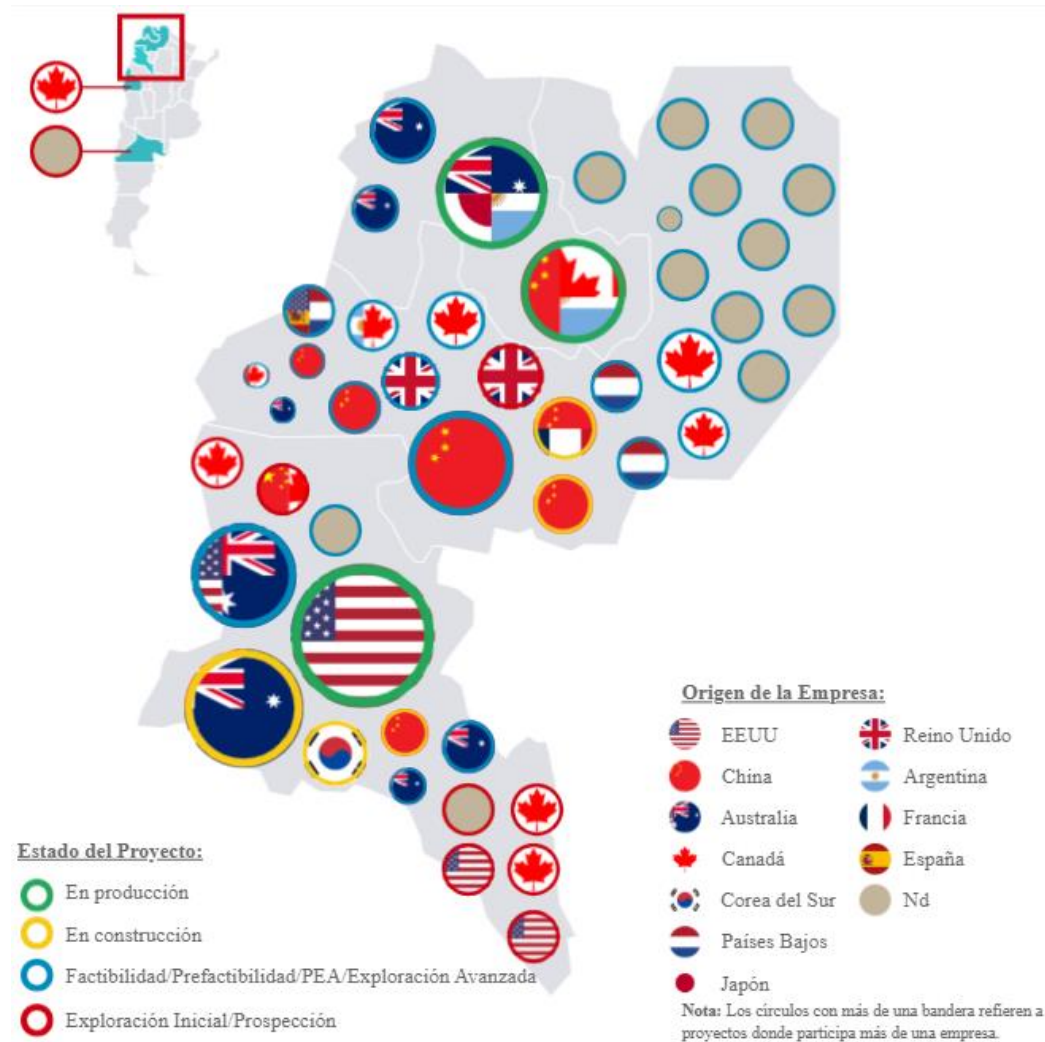 Estado del Proyecto:
En producción
En construcción
Factibilidad/Prefactibilidad/PEA/Exploración Avanzada
Exploración Inicial/Prospección
Origen de la Empresa:
EEUU
China
Australia
Canadá
Corea del Sur
Países Bajos
Japón
Reino Unido
Argentina
Francia
España
Nd
Nota: Los círculos con más de una bandera refieren a
proyectos donde participa más de una empresa.